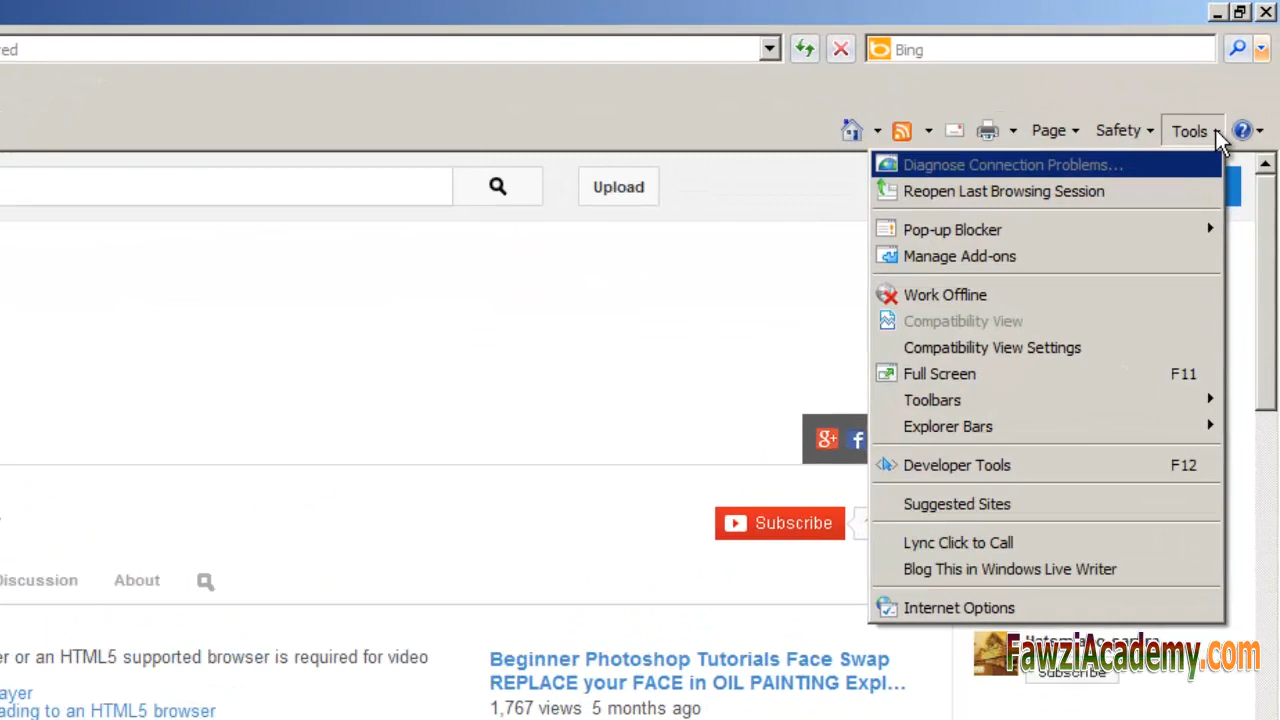 red
Bing
Page
Safety
Tools
Upload
Diagnose Connection Problems...
Reopen Last Browsing Session
Pop-up Blocker
Manage Add-ons
Work Offline
Compatibility View
Compatibility View Settings
Full Screen F11
Toolbars
Explorer Bars
Developer Tools F12
Suggested Sites
Lync Click to Call
Blog This in Windows Live Writer
Internet Options
g+ f
Subscribe
Discussion About
er or an HTML5 supported browser is required for video
ayer
ading to an HTML5 browser
Beginner Photoshop Tutorials Face Swap
REPLACE your FACE in OIL PAINTING Expl...
1,767 views 5 months ago
FawziAcademy.com
Subscribe